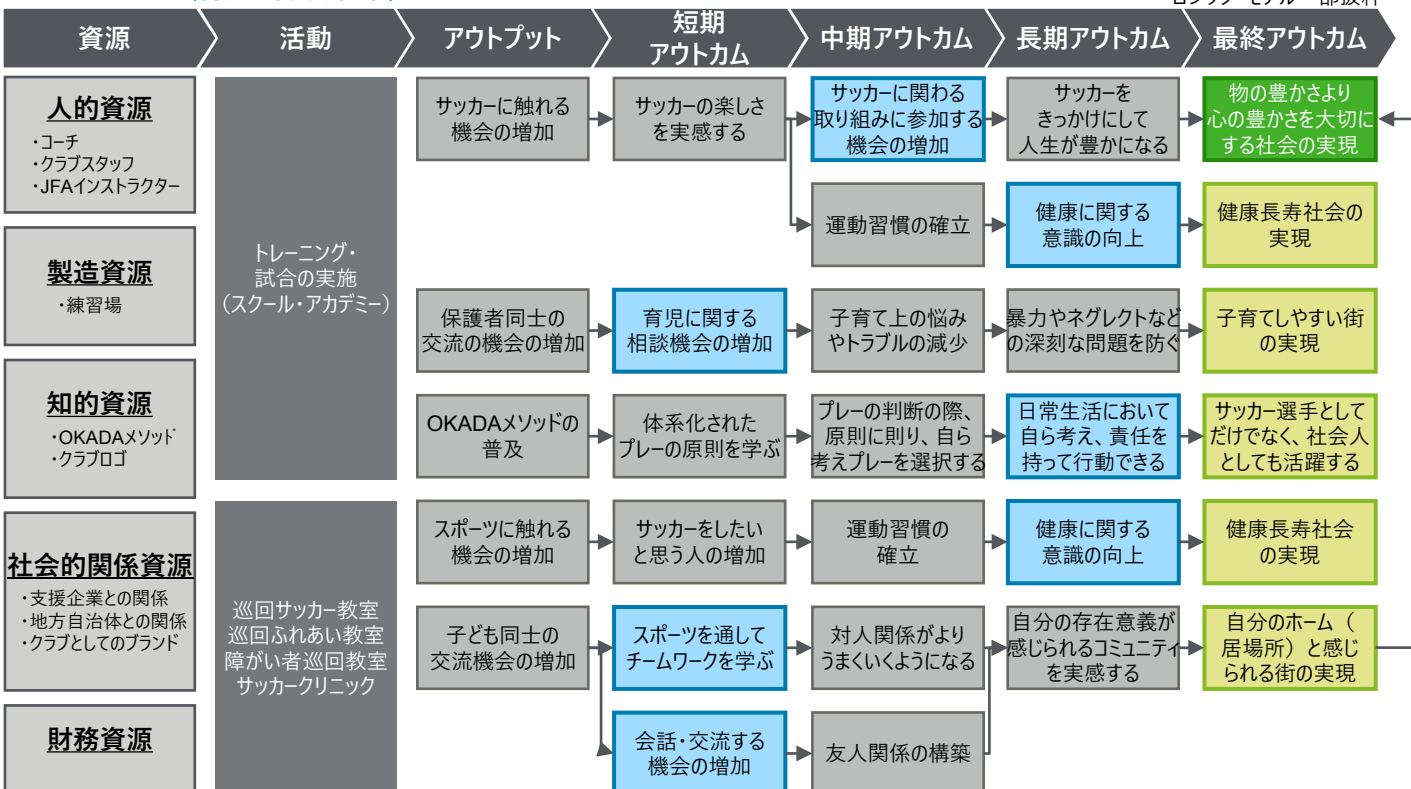 資源
活動
アウトプット
短期
アウトカム
中期アウトカム
長期アウトカム
最終アウトカム
人的資源
・コーチ
・クラブスタッフ
・JFAインストラクター
製造資源
・練習場
知的資源
・OKADAメソッド
・クラブロゴ
社会的関係資源
・支援企業との関係
・地方自治体との関係
・クラブとしてのブランド
財務資源
トレーニング・
試合の実施
（スクール・アカデミー）
巡回サッカー教室
巡回ふれあい教室
障がい者巡回教室
サッカークリニック
サッカーに触れる
機会の増加
サッカーの楽しさ
を実感する
サッカーに関わる
取り組みに参加する
機会の増加
サッカーを
きっかけにして
人生が豊かになる
物の豊かさより
心の豊かさを大切に
する社会の実現
運動習慣の確立
健康に関する
意識の向上
健康長寿社会の
実現
保護者同士の
交流の機会の増加
育児に関する
相談機会の増加
子育て上の悩み
やトラブルの減少
暴力やネグレクトなど
の深刻な問題を防ぐ
子育てしやすい街
の実現
OKADAメソッドの
普及
体系化された
プレーの原則を学ぶ
プレーの判断の際、
原則に則り、自ら
考えプレーを選択する
日常生活において
自ら考え、責任を
持って行動できる
サッカー選手として
だけでなく、社会人
としても活躍する
スポーツに触れる
機会の増加
サッカーをしたい
と思う人の増加
運動習慣の
確立
健康に関する
意識の向上
健康長寿社会
の実現
子ども同士の
交流機会の増加
スポーツを通して
チームワークを学ぶ
対人関係がより
うまくいくようになる
自分の存在意義が
感じられるコミュニティ
を実感する
自分のホーム（
居場所）と感じ
られる街の実現
会話・交流する
機会の増加
友人関係の構築